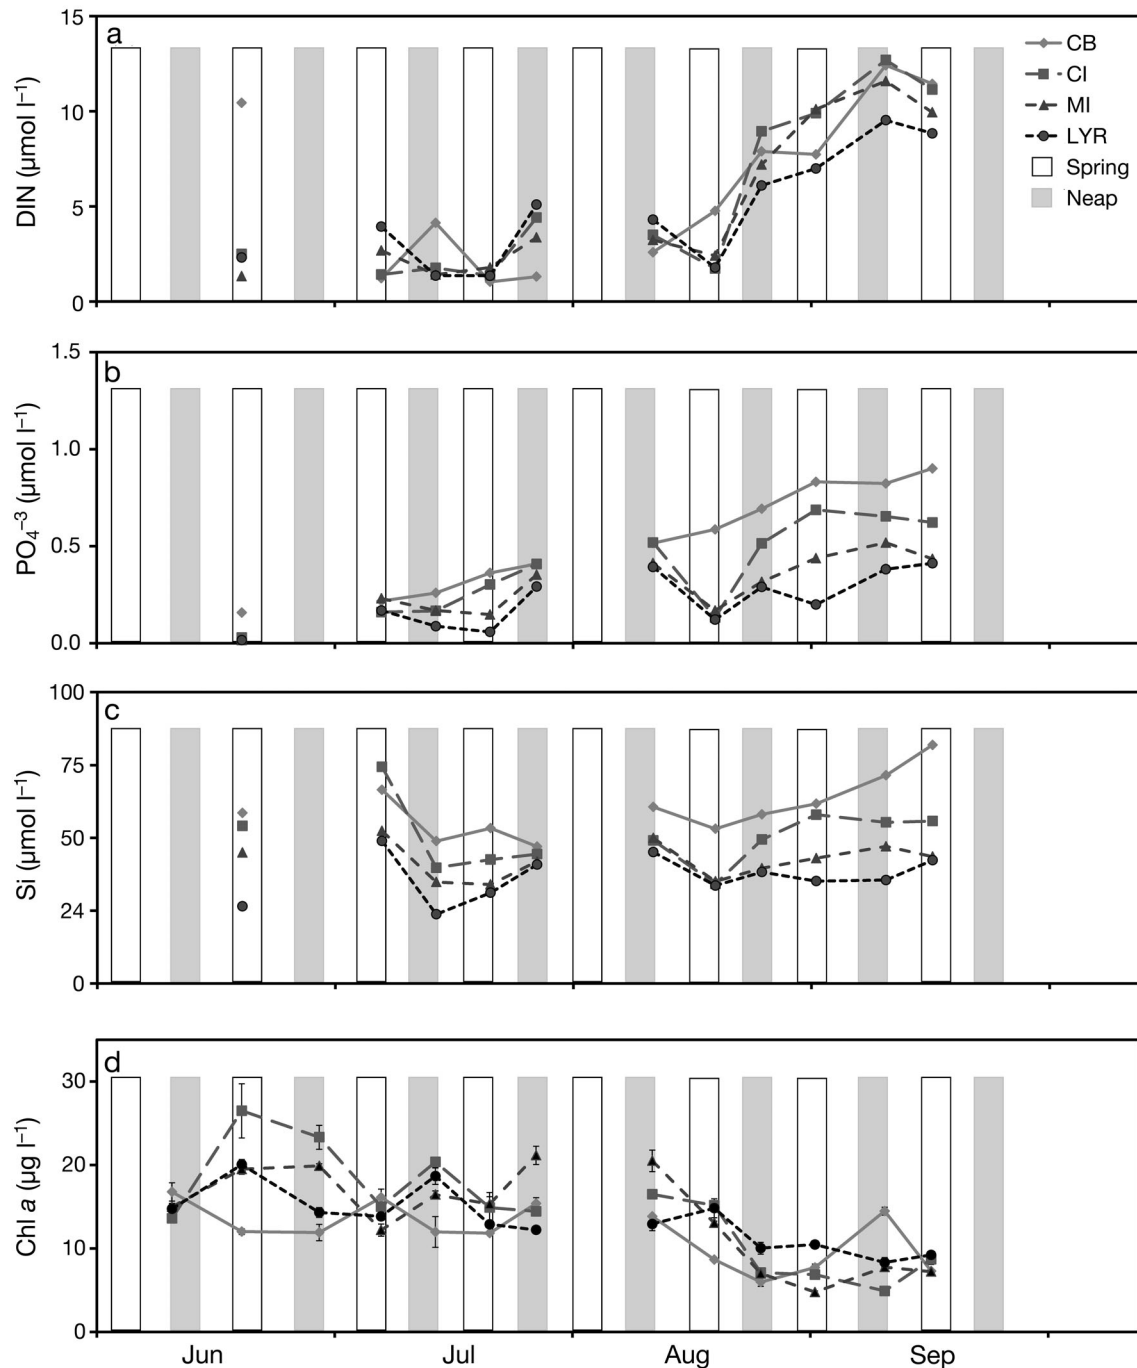 a
15
10
5
0
DIN (µmol l⁻¹)
CB
CI
MI
LYR
Spring
Neap
b
1.5
1.0
0.5
0.0
PO₄⁻³ (µmol l⁻¹)
c
100
75
50
24
0
Si (µmol l⁻¹)
d
30
20
10
0
Chl a (µg l⁻¹)
Jun Jul Aug Sep